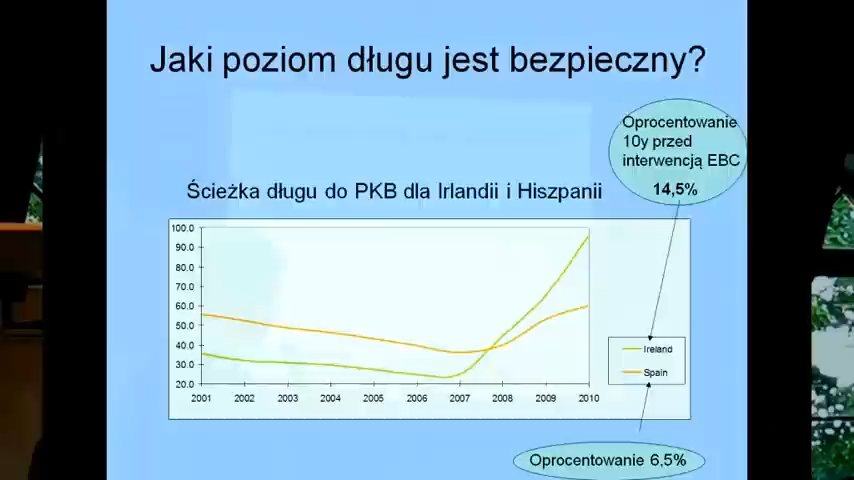 Jaki poziom długu jest bezpieczny?
Oprocentowanie
10y przed
interwencją EBC
14,5%
Ścieżka długu do PKB dla Irlandii i Hiszpanii
100.0
90.0
80.0
70.0
60.0
50.0
40.0
30.0
20.0
2001 2002 2003 2004 2005 2006 2007 2008 2009 2010
Ireland
Spain
Oprocentowanie 6,5%